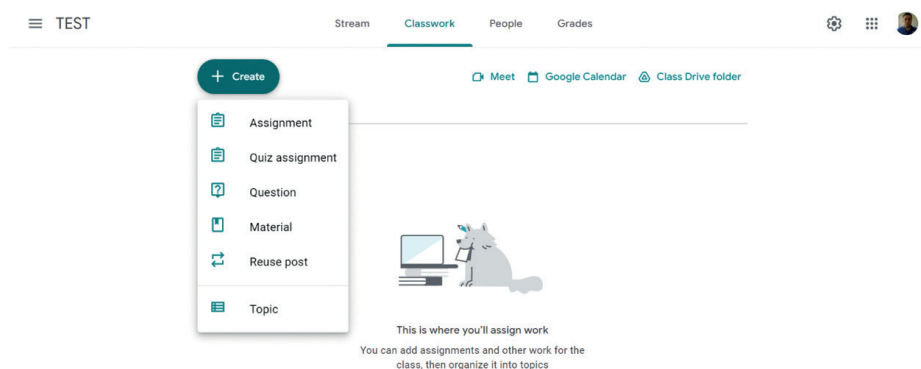 TEST
Stream Classwork People Grades
+ Create
Meet Google Calendar Class Drive folder
Assignment
Quiz assignment
Question
Material
Reuse post
Topic
This is where you'll assign work
You can add assignments and other work for the
class, then organize it into topics